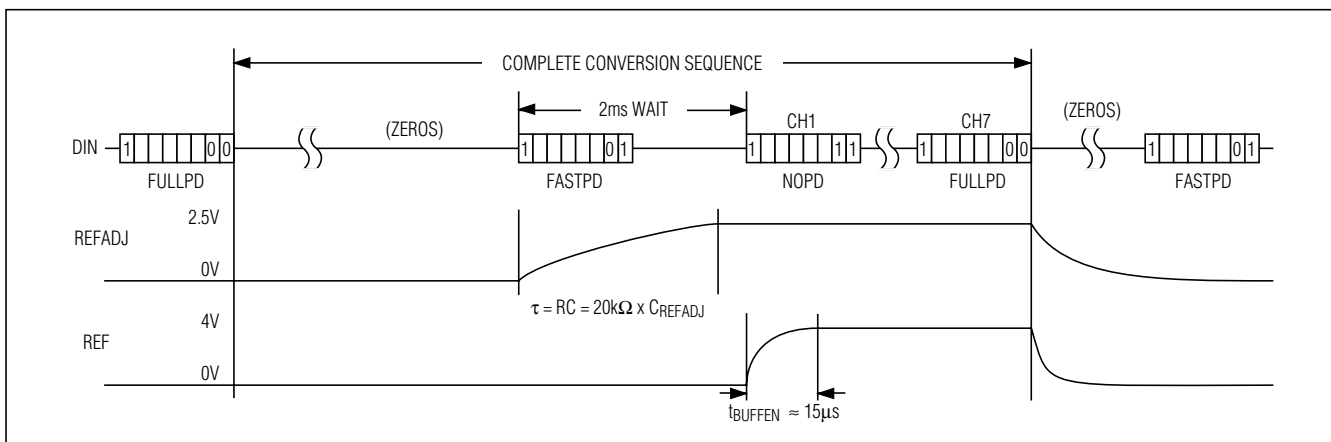 COMPLETE CONVERSION SEQUENCE
2ms WAIT
(ZEROS)
CH1
CH7
(ZEROS)
DIN
1 0 0
1 0 1
1 1 1
1 0 0
1 0 1
FULLPD
FASTPD
NOPD
FULLPD
FASTPD
2.5V
REFADJ
0V
τ = RC = 20kΩ x CREFADJ
4V
REF
0V
tBUFFEN ≈ 15μs